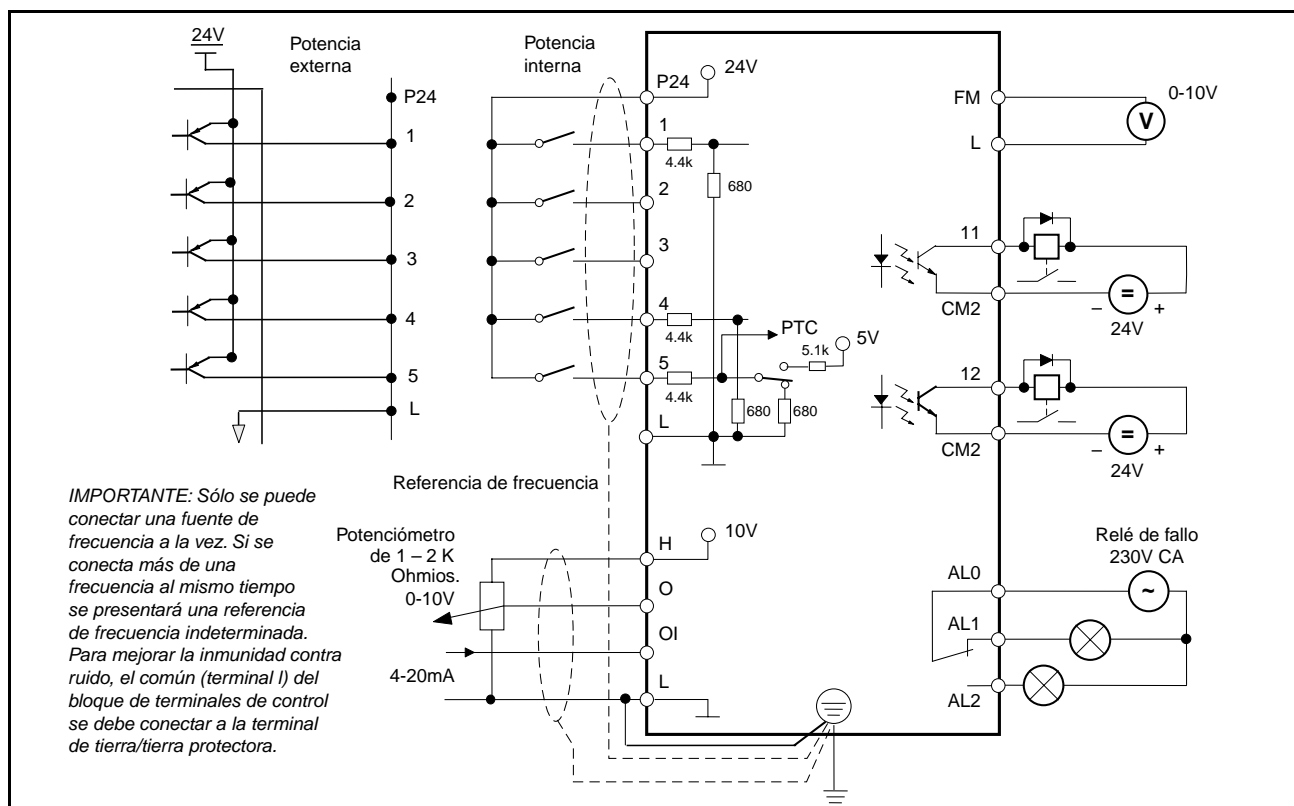 24V
Potencia
externa
P24
1
2
3
4
5
L
Potencia
interna
P24
24V
1
4.4k
680
2
3
4
4.4k
PTC
5V
5.1k
5
4.4k
680
680
L
FM
0-10V
V
L
11
CM2
=
– +
24V
12
CM2
=
– +
24V
IMPORTANTE: Sólo se puede
conectar una fuente de
frecuencia a la vez. Si se
conecta más de una
frecuencia al mismo tiempo
se presentará una referencia
de frecuencia indeterminada.
Para mejorar la inmunidad contra
ruido, el común (terminal l) del
bloque de terminales de control
se debe conectar a la terminal
de tierra/tierra protectora.
Referencia de frecuencia
Potenciómetro
de 1 – 2 K
Ohmios.
0-10V
4-20mA
H
10V
O
OI
L
Relé de fallo
230V CA
AL0
~
AL1
AL2